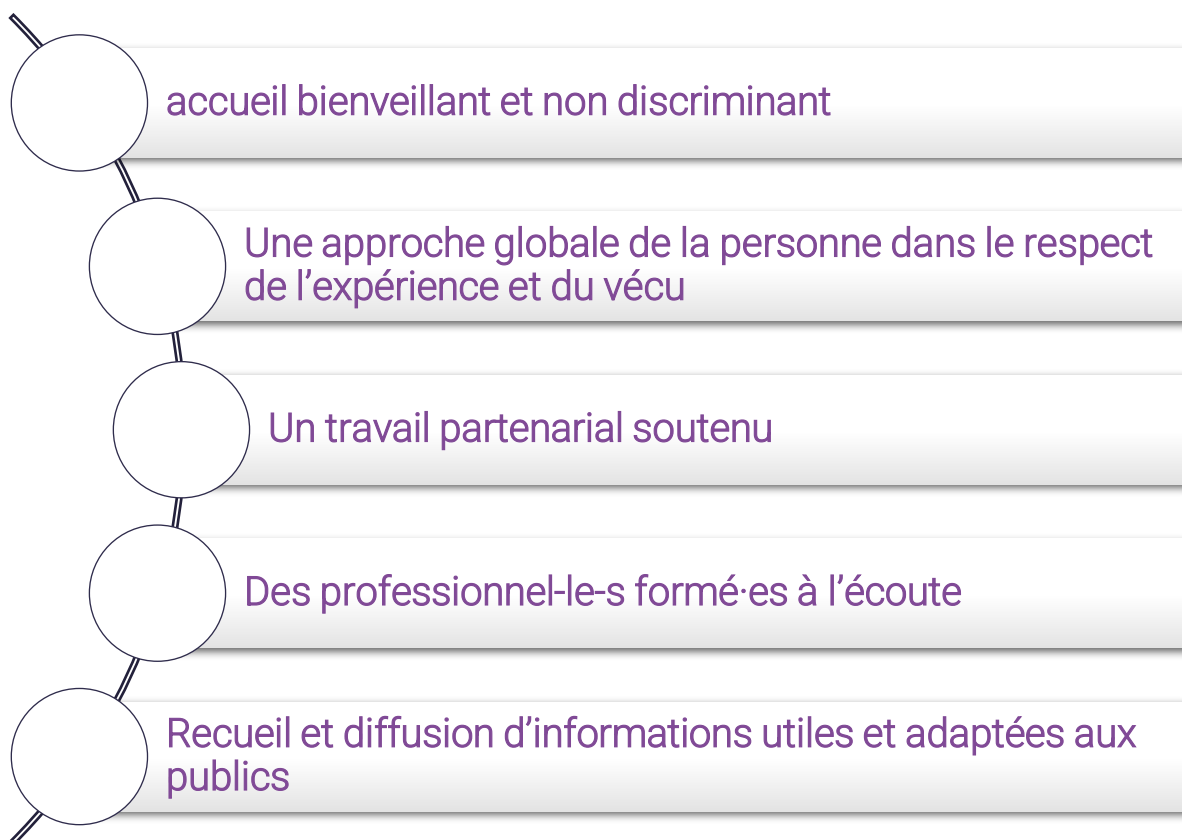 accueil bienveillant et non discriminant
Une approche globale de la personne dans le respect
de l’expérience et du vécu
Un travail partenarial soutenu
Des professionnel-le-s formé·es à l’écoute
Recueil et diffusion d’informations utiles et adaptées aux
publics